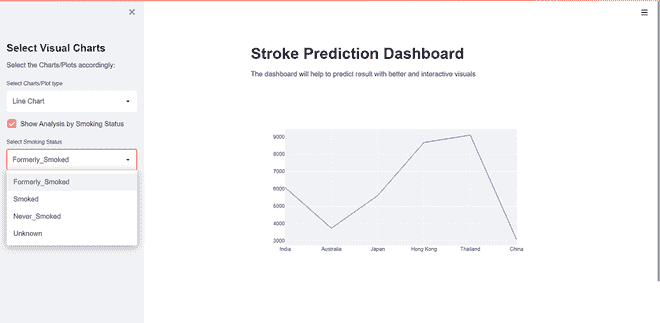 Select Visual Charts
Select the Charts/Plots accordingly:
Select Charts/Plot type
Line Chart
Show Analysis by Smoking Status
Select Smoking Status
Formerly_Smoked
Formerly_Smoked
Smoked
Never_Smoked
Unknown
Stroke Prediction Dashboard
The dashboard will help to predict result with better and interactive visuals
9000
8000
7000
6000
5000
4000
3000
India Australia Japan Hong Kong Thailand China